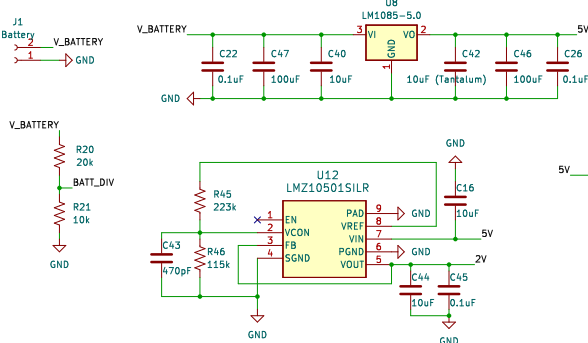 J1
Battery
2
V_BATTERY
1
GND
V_BATTERY
R20
20k
BATT_DIV
R21
10k
GND
U8
LM1085-5.0
V_BATTERY
3
VI
VO
2
5V
GND
1
C22
0.1uF
C47
100uF
C40
10uF
C42
10uF (Tantalum)
C46
100uF
C26
0.1uF
GND
U12
LMZ10501SILR
R45
223k
1
EN
2
VCON
3
FB
4
SGND
PAD
9
GND
VREF
8
VIN
7
5V
PGND
6
GND
VOUT
5
2V
C43
470pF
R46
115k
GND
GND
C16
10uF
C44
10uF
C45
0.1uF
GND
5V